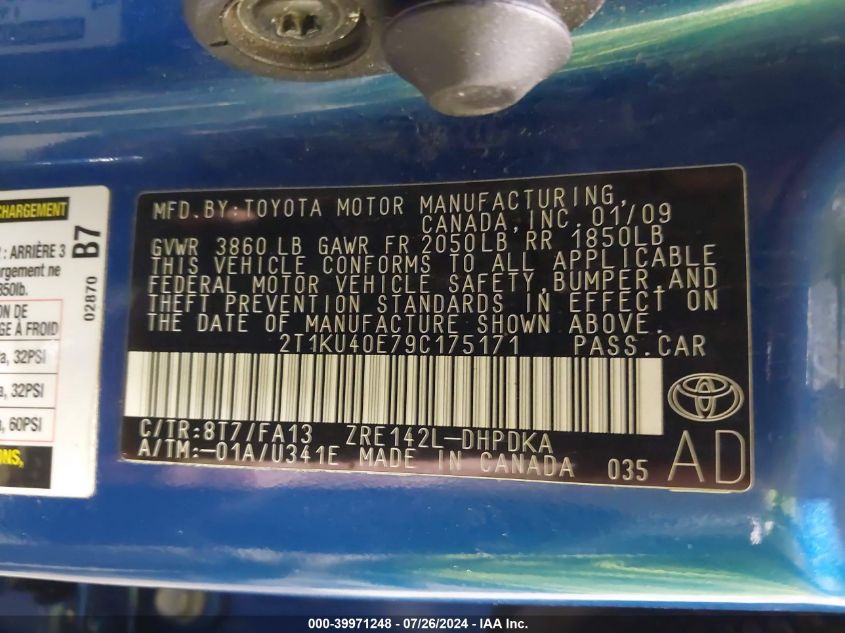 CHARGEMENT
: ARRIÈRE 3
argement ne
350lb.
ION DE
GE À FROID
a, 32PSI
a, 32PSI
, 60PSI
ONS,
B7
02870
MFD.BY:TOYOTA MOTOR MANUFACTURING,
CANADA,INC. 01/09
GVWR 3860 LB GAWR FR 2050LB RR 1850LB
THIS VEHICLE CONFORMS TO ALL APPLICABLE
FEDERAL MOTOR VEHICLE SAFETY,BUMPER,AND
THEFT PREVENTION STANDARDS IN EFFECT ON
THE DATE OF MANUFACTURE SHOWN ABOVE.
2T1KU40E79C175171 PASS.CAR
C/TR:8T7/FA13 ZRE142L-DHPDKA
A/TM:-01A/U341E MADE IN CANADA 035
AD
000-39971248 - 07/26/2024 - IAA Inc.